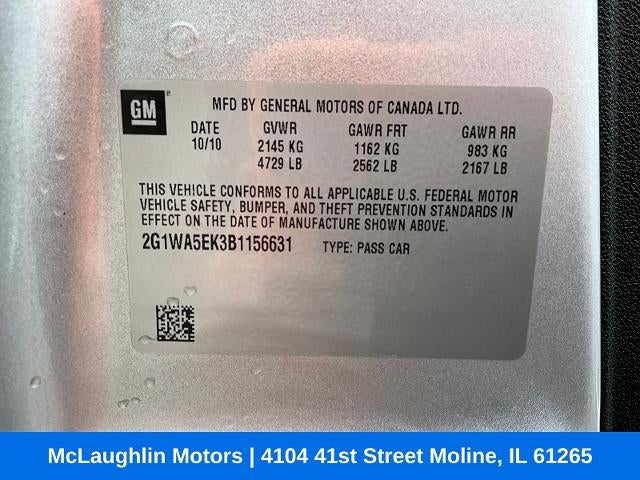 GM
MFD BY GENERAL MOTORS OF CANADA LTD.
DATE GVWR GAWR FRT GAWR RR
10/10 2145 KG 1162 KG 983 KG
4729 LB 2562 LB 2167 LB
THIS VEHICLE CONFORMS TO ALL APPLICABLE U.S. FEDERAL MOTOR
VEHICLE SAFETY, BUMPER, AND THEFT PREVENTION STANDARDS IN
EFFECT ON THE DATE OF MANUFACTURE SHOWN ABOVE.
2G1WA5EK3B1156631 TYPE: PASS CAR
McLaughlin Motors | 4104 41st Street Moline, IL 61265